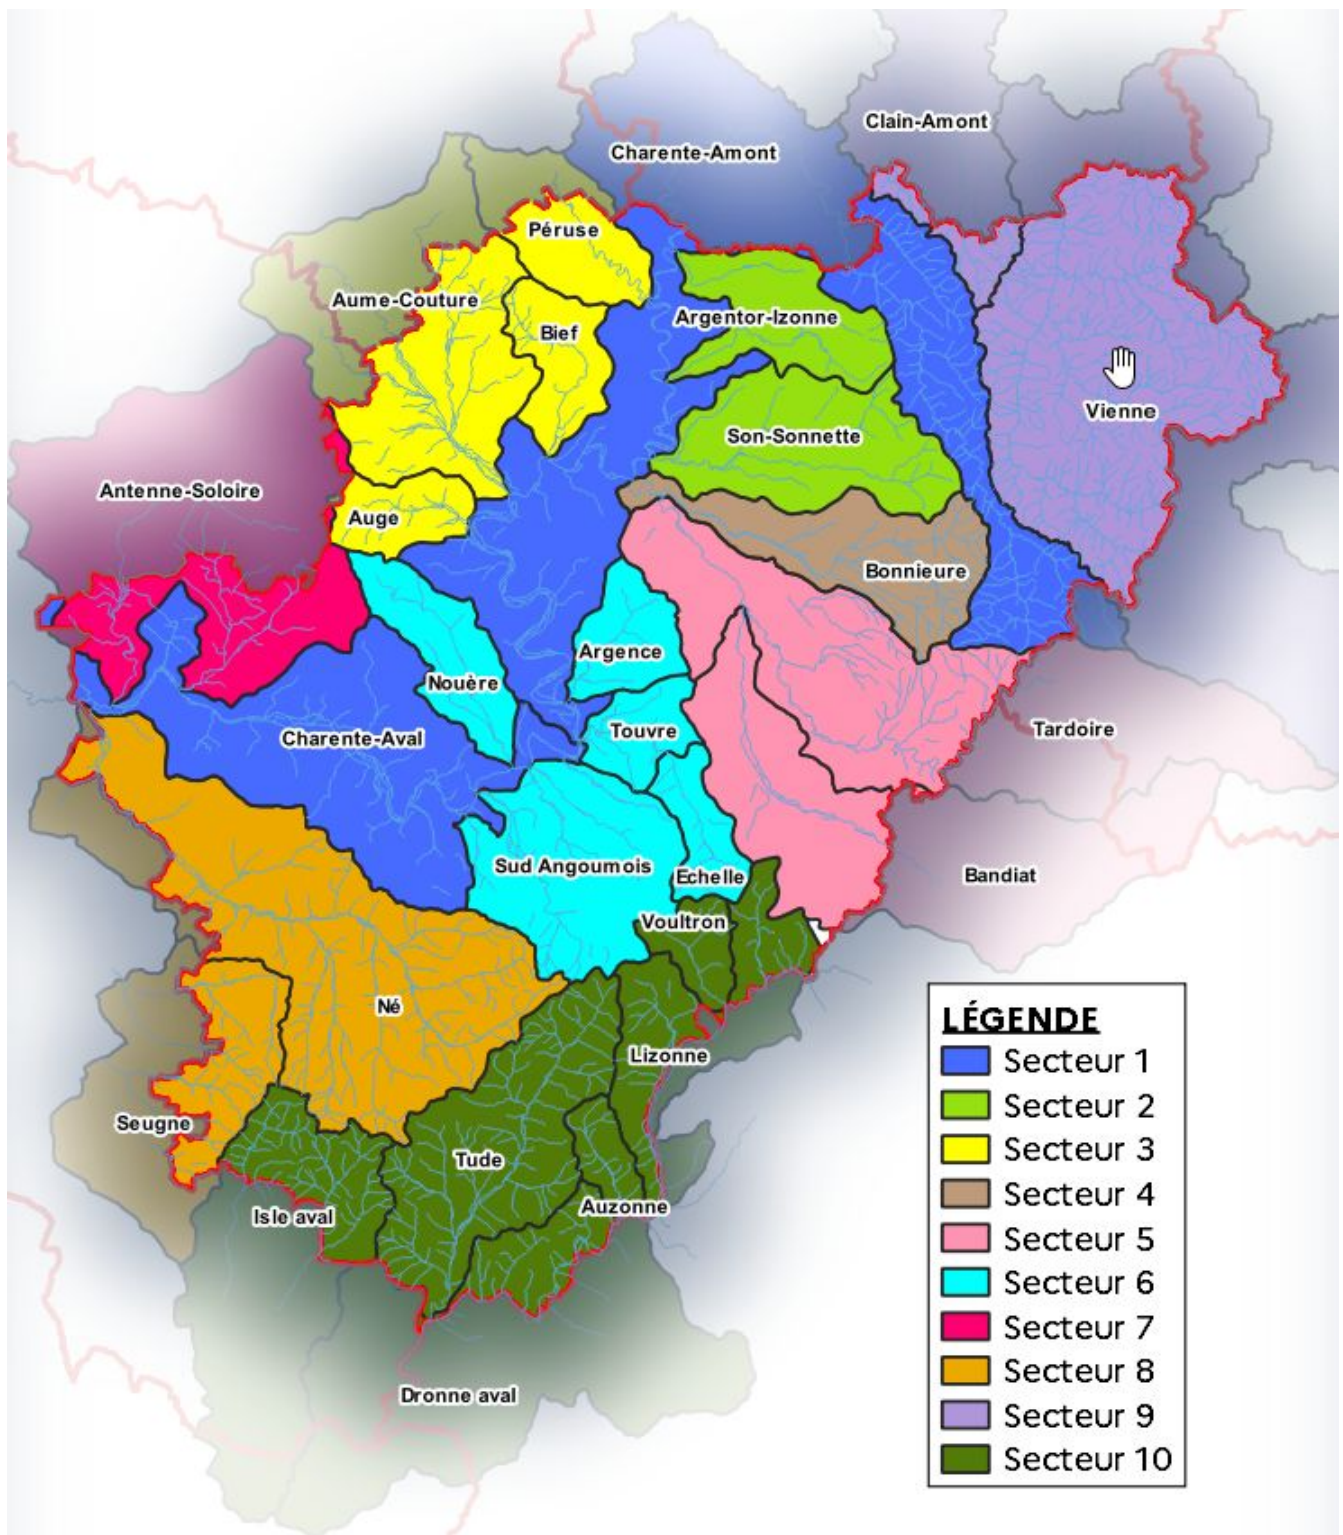 Clain-Amont
Charente-Amont
Péruse
Aume-Couture
Argentor-Izonne
Bief
Vienne
Son-Sonnette
Antenne-Soloire
Auge
Bonnieure
Argence
Nouère
Tardoire
Touvre
Charente-Aval
Sud Angoumois
Echelle
Bandiat
Voultron
Né
Lizonne
Seugne
Tude
Auzonne
Isle aval
Dronne aval
LÉGENDE
Secteur 1
Secteur 2
Secteur 3
Secteur 4
Secteur 5
Secteur 6
Secteur 7
Secteur 8
Secteur 9
Secteur 10